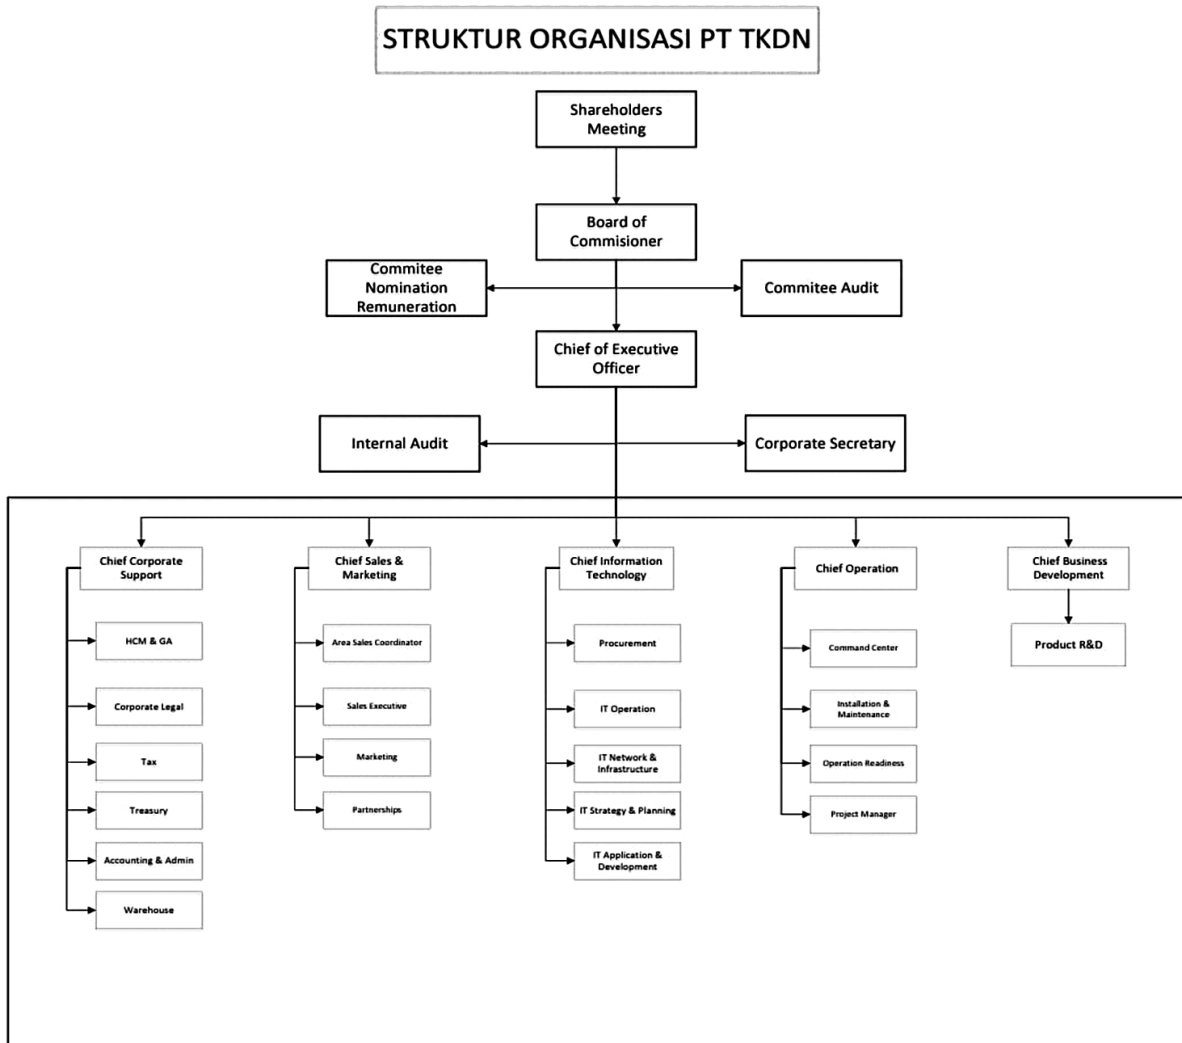 STRUKTUR ORGANISASI PT TKDN
Shareholders
Meeting
Board of
Commisioner
Commitee
Nomination
Remuneration
Commitee Audit
Chief of Executive
Officer
Internal Audit
Corporate Secretary
Chief Corporate
Support
HCM & GA
Corporate Legal
Tax
Treasury
Accounting & Admin
Warehouse
Chief Sales &
Marketing
Area Sales Coordinator
Sales Executive
Marketing
Partnerships
Chief Information
Technology
Procurement
IT Operation
IT Network &
Infrastructure
IT Strategy & Planning
IT Application &
Development
Chief Operation
Command Center
Installation &
Maintenance
Operation Readiness
Project Manager
Chief Business
Development
Product R&D